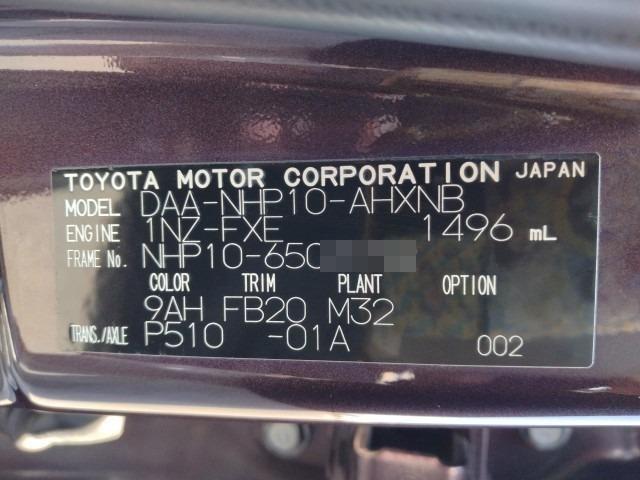 TOYOTA MOTOR CORPORATION JAPAN
MODEL DAA-NHP10-AHXNB
ENGINE 1NZ-FXE 1496 mL
FRAME No. NHP10-650
COLOR TRIM PLANT OPTION
9AH FB20 M32
TRANS./AXLE P510 -01A 002